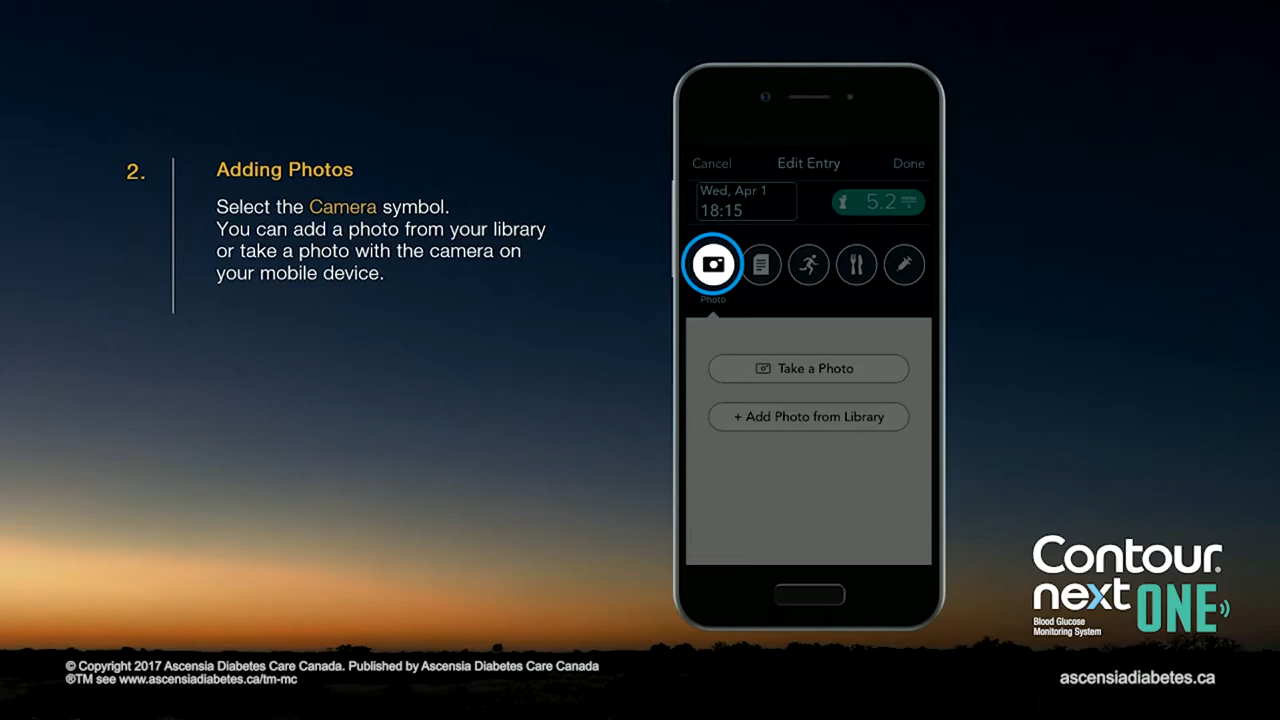 2.
Adding Photos
Select the Camera symbol.
You can add a photo from your library
or take a photo with the camera on
your mobile device.
Cancel Edit Entry Done
Wed, Apr 1
18:15
5.2
Photo
Take a Photo
+ Add Photo from Library
Contour®
next ONE
Blood Glucose
Monitoring System
© Copyright 2017 Ascensia Diabetes Care Canada. Published by Ascensia Diabetes Care Canada
®TM see www.ascensiadiabetes.ca/tm-mc
ascensiadiabetes.ca